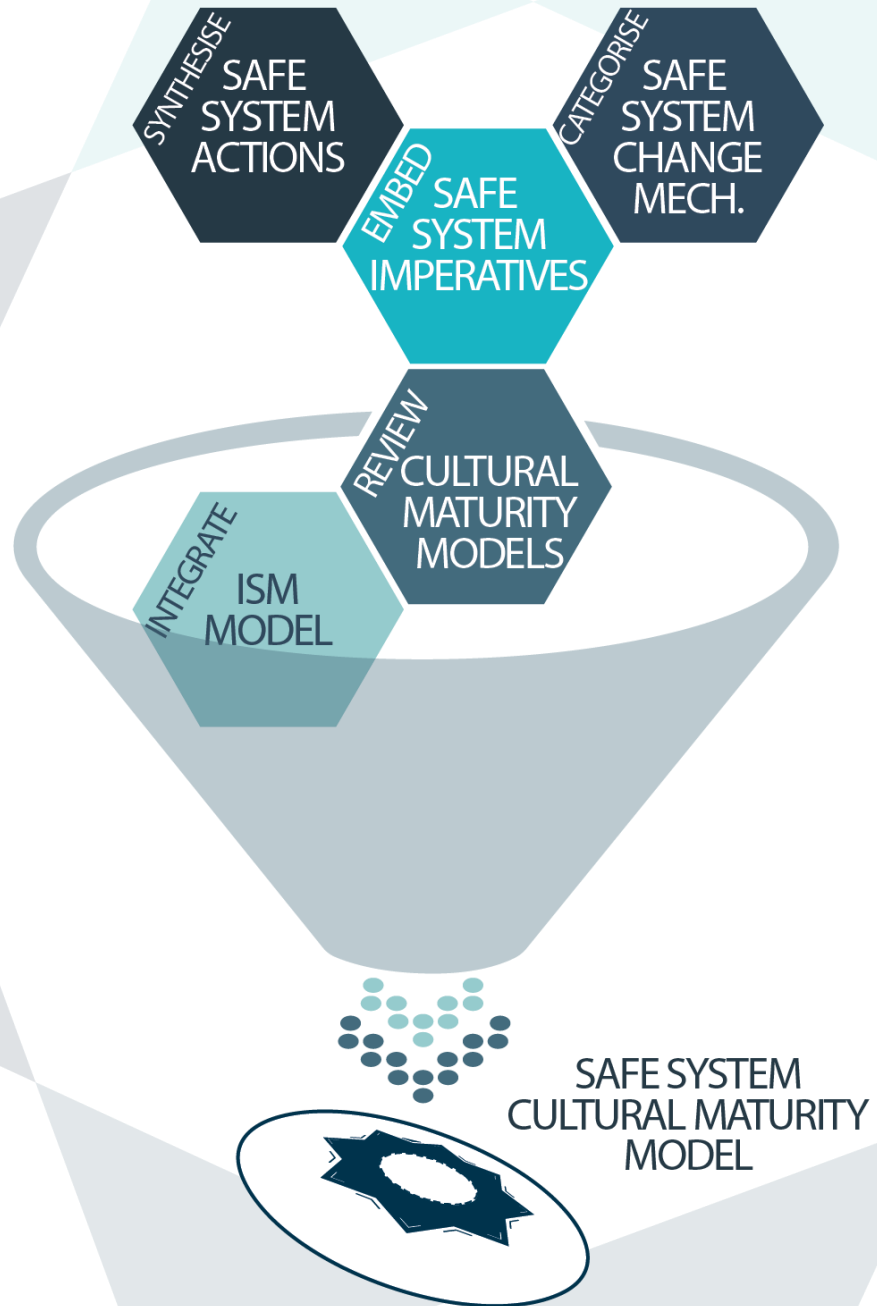 SYNTHESISE
SAFE
SYSTEM
ACTIONS
CATEGORISE
SAFE
SYSTEM
CHANGE
MECH.
EMBED
SAFE
SYSTEM
IMPERATIVES
REVIEW
CULTURAL
MATURITY
MODELS
INTEGRATE
ISM
MODEL
SAFE SYSTEM
CULTURAL MATURITY
MODEL